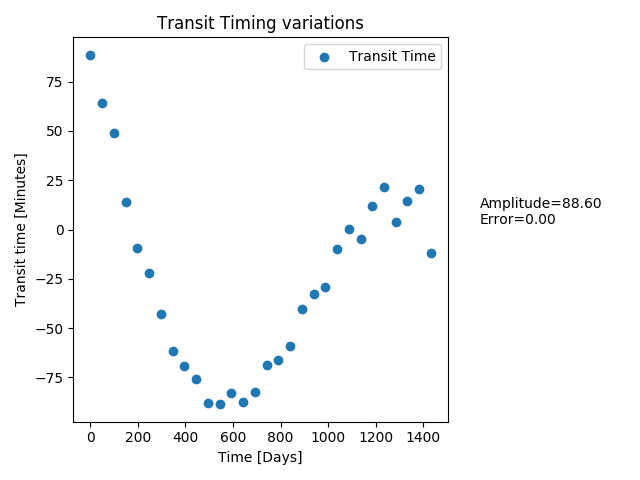 Transit Timing variations
Transit Time
75
50
25
0
−25
−50
−75
Transit time [Minutes]
Amplitude=88.60
Error=0.00
0 200 400 600 800 1000 1200 1400
Time [Days]